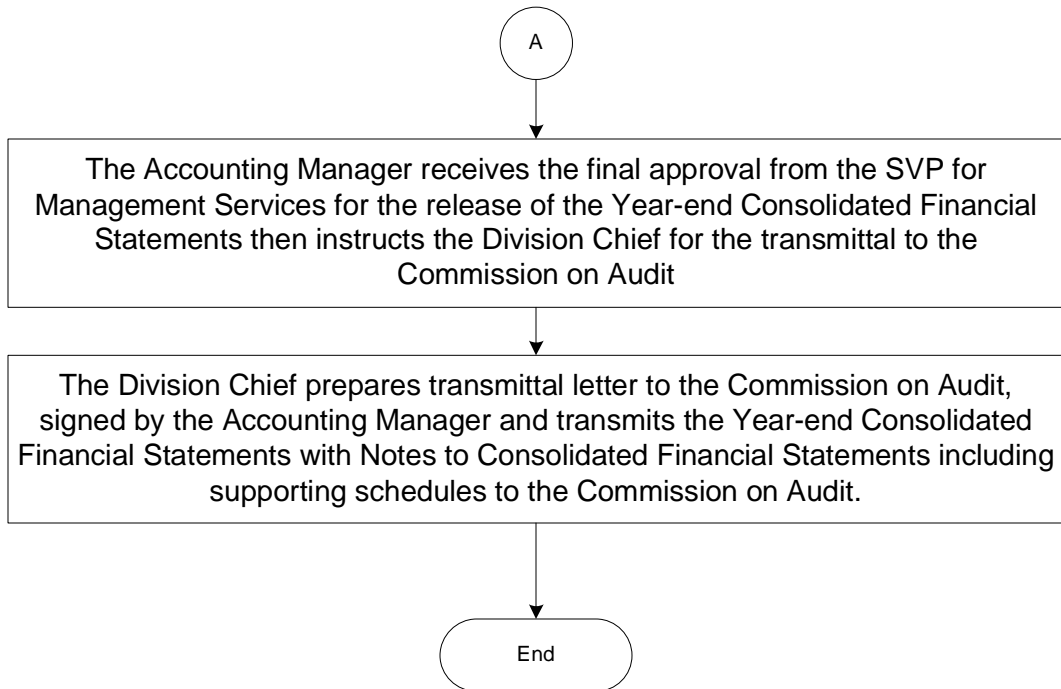 A
The Accounting Manager receives the final approval from the SVP for
Management Services for the release of the Year-end Consolidated Financial
Statements then instructs the Division Chief for the transmittal to the
Commission on Audit
The Division Chief prepares transmittal letter to the Commission on Audit,
signed by the Accounting Manager and transmits the Year-end Consolidated
Financial Statements with Notes to Consolidated Financial Statements including
supporting schedules to the Commission on Audit.
End